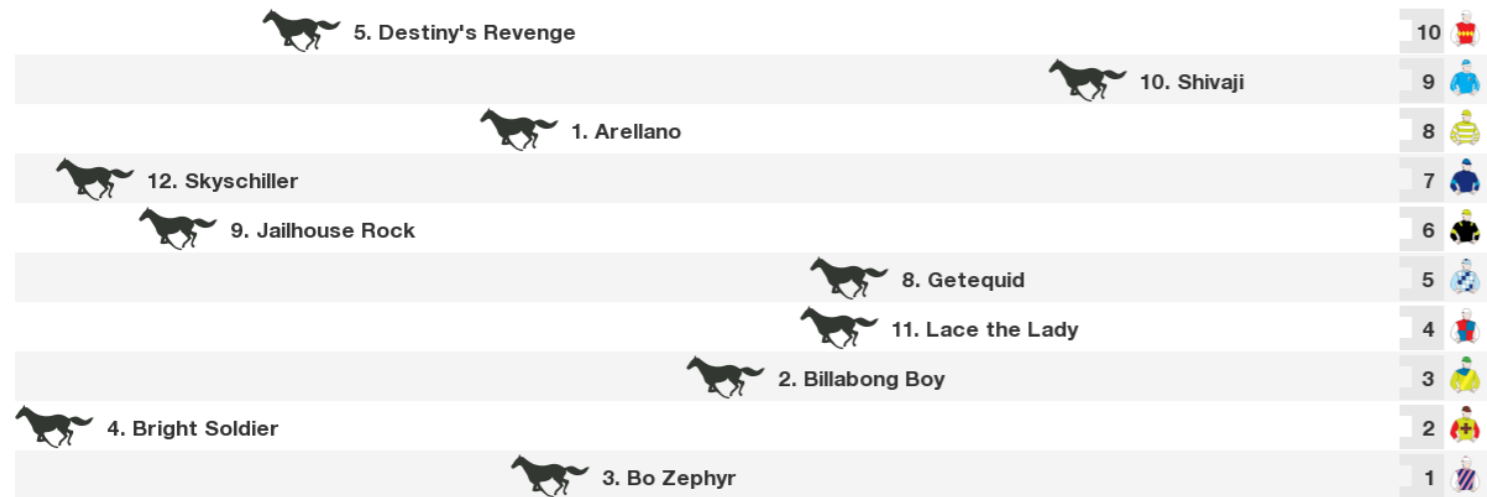 5. Destiny's Revenge 10
10. Shivaji 9
1. Arellano 8
12. Skyschiller 7
9. Jailhouse Rock 6
8. Getequid 5
11. Lace the Lady 4
2. Billabong Boy 3
4. Bright Soldier 2
3. Bo Zephyr 1